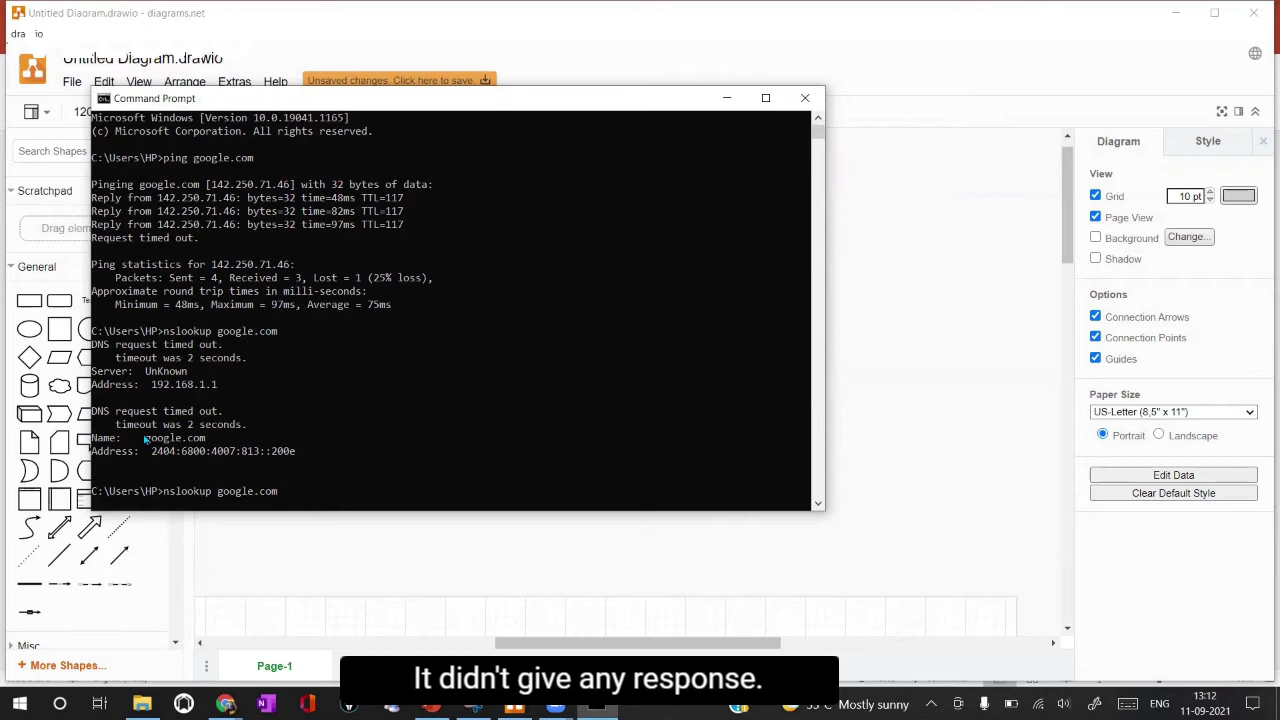 Untitled Diagram.drawio - diagrams.net
Untitled Diagram.drawio
File Edit View Arrange Extras Help
Unsaved changes. Click here to save.
Search Shapes
Scratchpad
General
Misc
+ More Shapes...
Command Prompt
Microsoft Windows [Version 10.0.19041.1165]
(c) Microsoft Corporation. All rights reserved.
C:\Users\HP>ping google.com
Pinging google.com [142.250.71.46] with 32 bytes of data:
Reply from 142.250.71.46: bytes=32 time=48ms TTL=117
Reply from 142.250.71.46: bytes=32 time=82ms TTL=117
Reply from 142.250.71.46: bytes=32 time=97ms TTL=117
Request timed out.
Ping statistics for 142.250.71.46:
Packets: Sent = 4, Received = 3, Lost = 1 (25% loss),
Approximate round trip times in milli-seconds:
Minimum = 48ms, Maximum = 97ms, Average = 75ms
C:\Users\HP>nslookup google.com
DNS request timed out.
timeout was 2 seconds.
Server: UnKnown
Address: 192.168.1.1
DNS request timed out.
timeout was 2 seconds.
Name: google.com
Address: 2404:6800:4007:813::200e
C:\Users\HP>nslookup google.com
Diagram Style
View
Grid 10 pt
Page View
Background Change...
Shadow
Options
Connection Arrows
Connection Points
Guides
Paper Size
US-Letter (8,5" x 11")
Portrait Landscape
Edit Data
Clear Default Style
Page-1
It didn't give any response.
Mostly sunny
ENG
13:12
11-09-2021